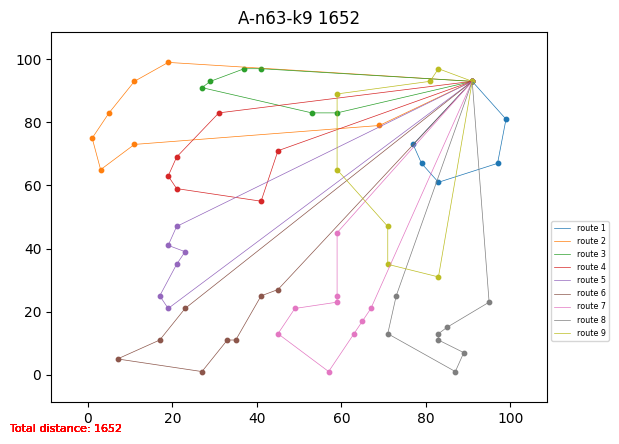 A-n63-k9 1652
100
80
60
40
20
0
0 20 40 60 80 100
route 1
route 2
route 3
route 4
route 5
route 6
route 7
route 8
route 9
Total distance: 1652